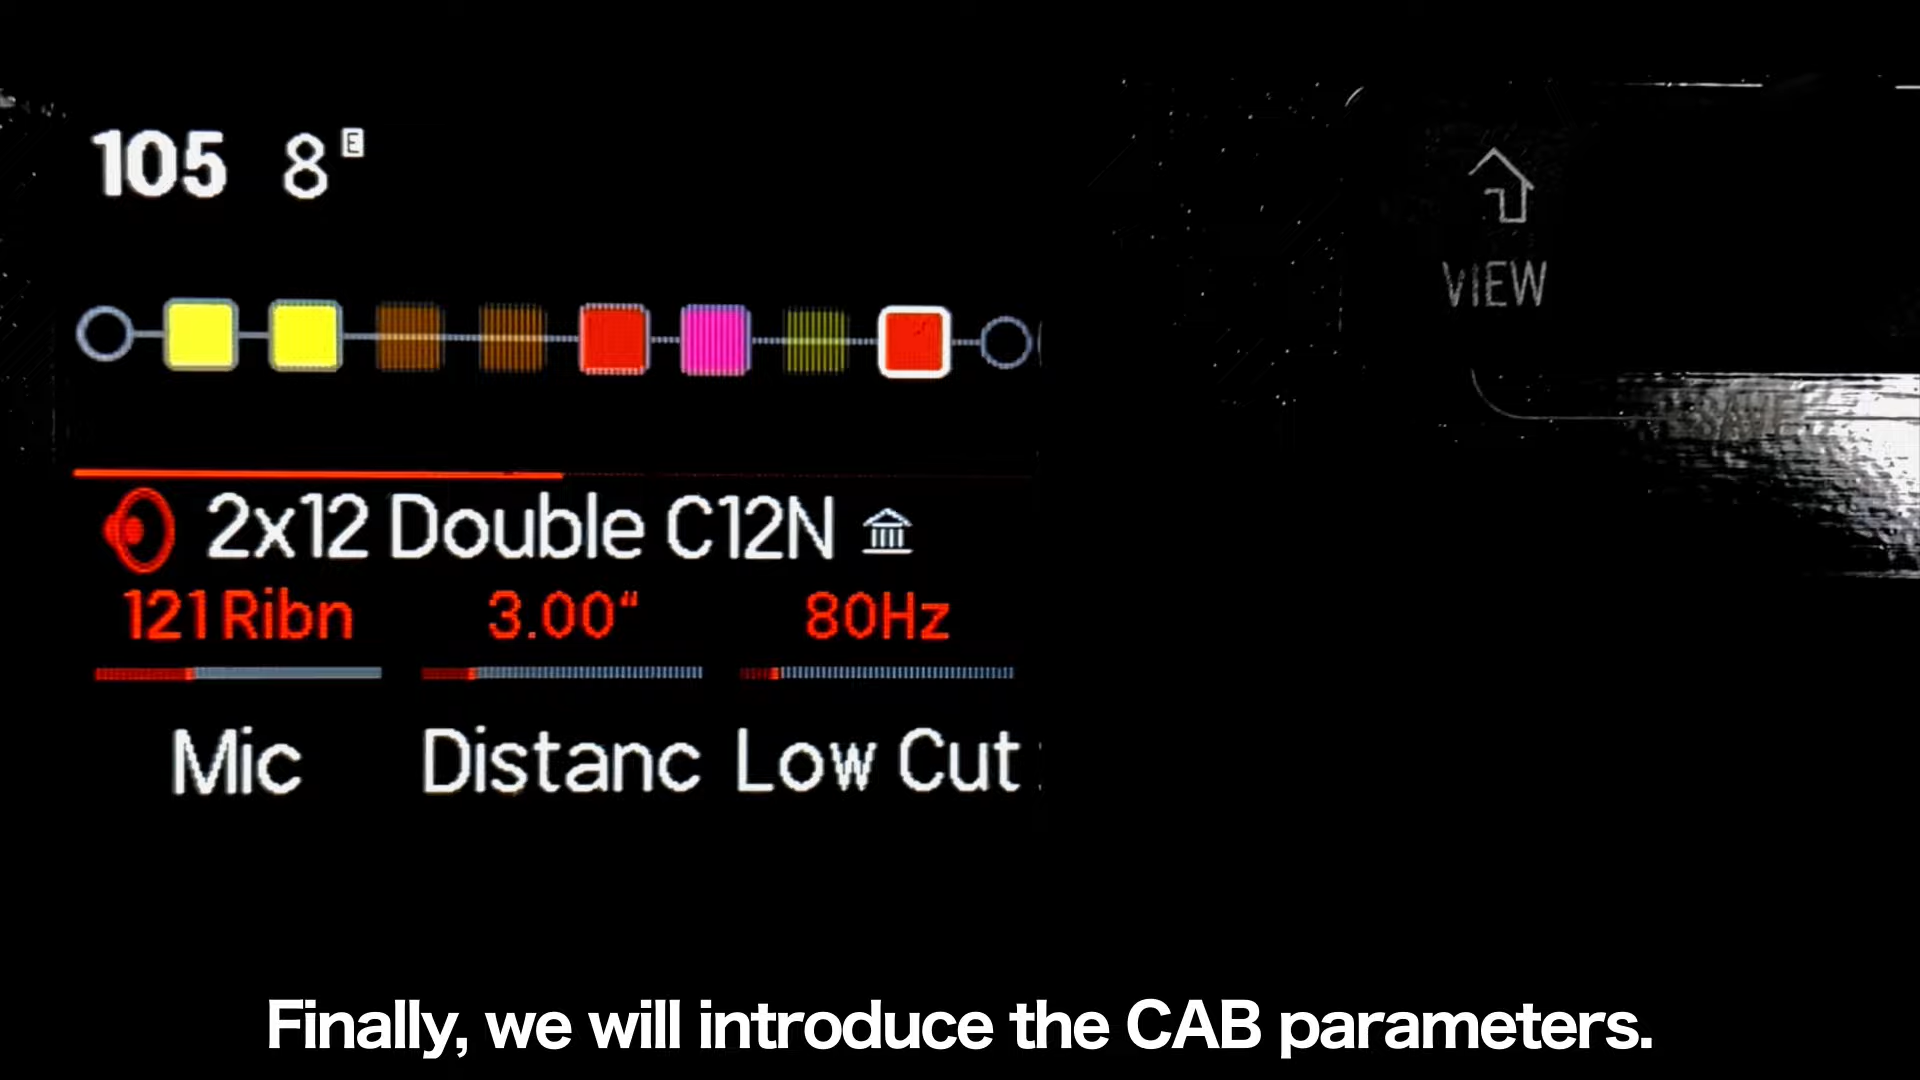 105 8 E
VIEW
2x12 Double C12N
121 Ribn 3.00" 80Hz
Mic Distanc Low Cut
Finally, we will introduce the CAB parameters.